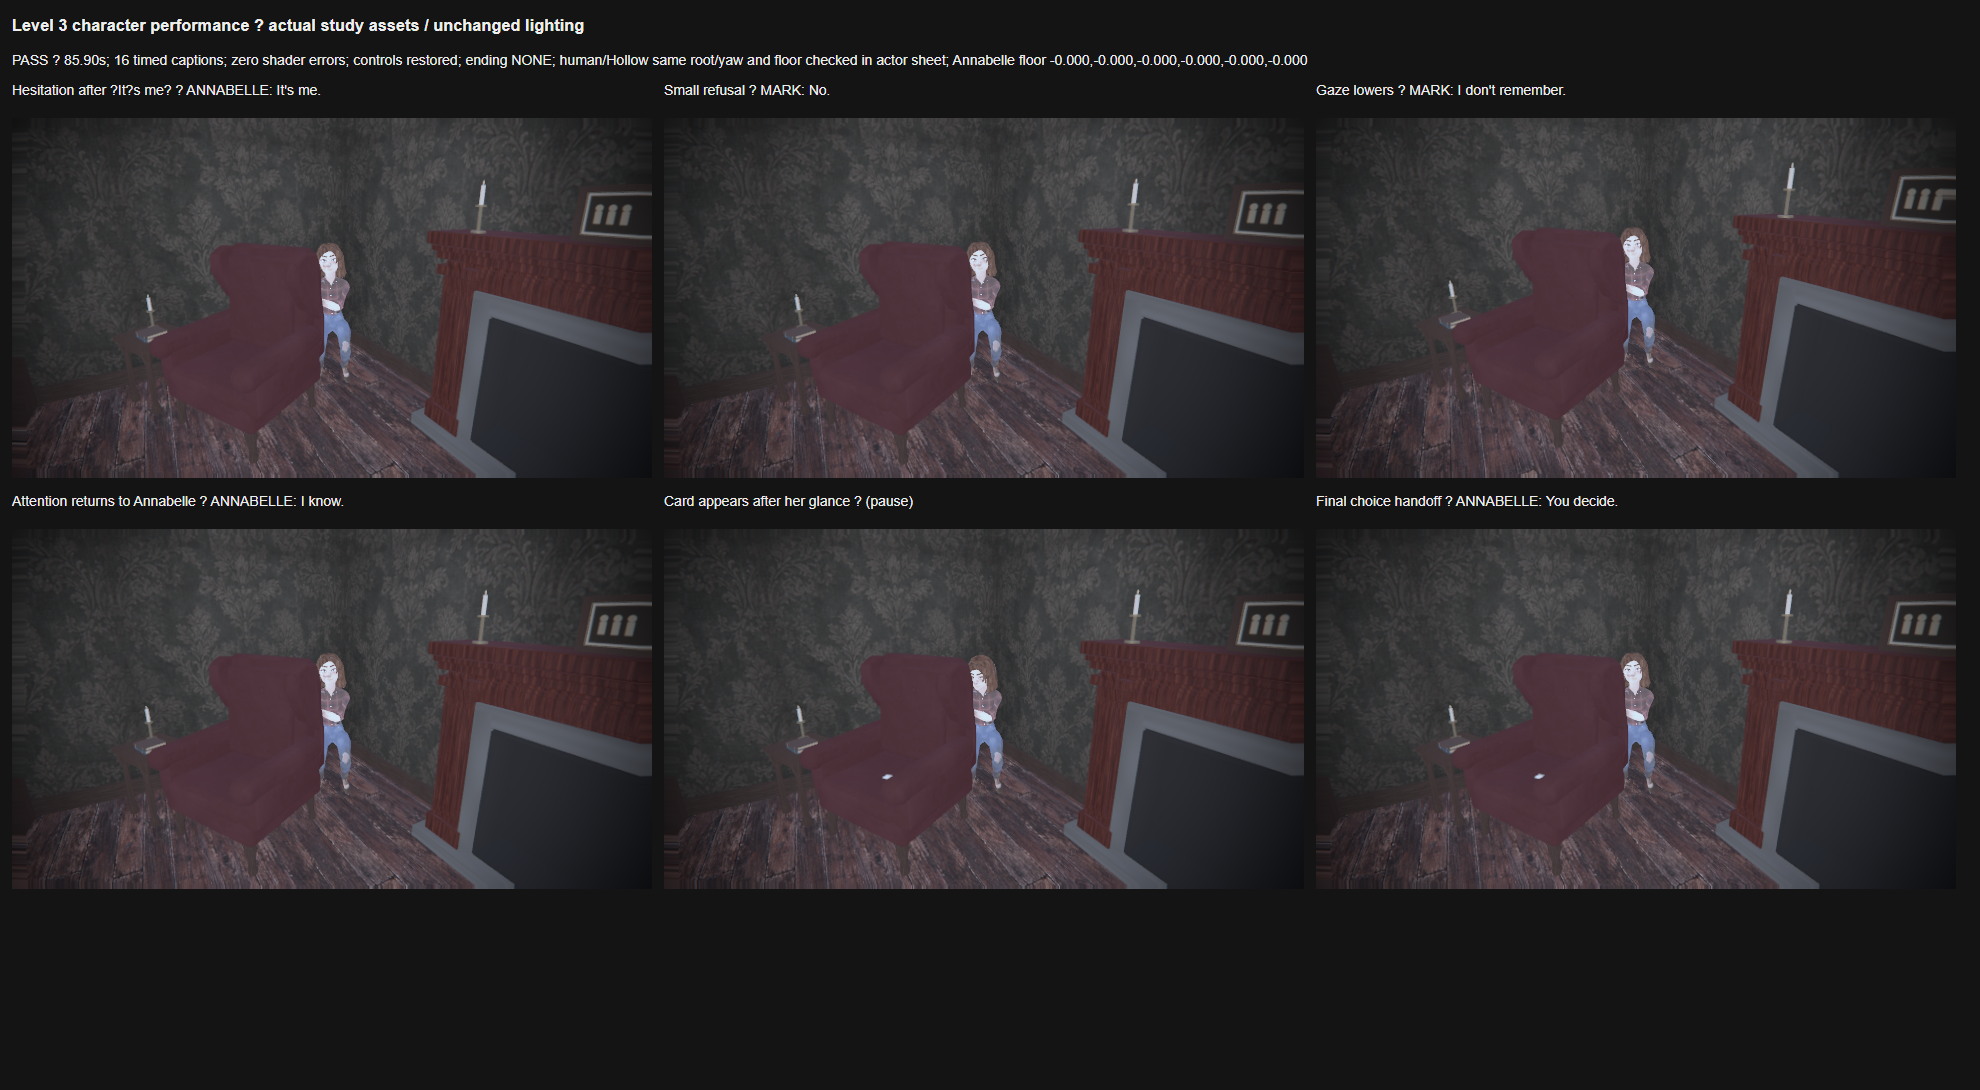 Level 3 character performance ? actual study assets / unchanged lighting
PASS ? 85.90s; 16 timed captions; zero shader errors; controls restored; ending NONE; human/Hollow same root/yaw and floor checked in actor sheet; Annabelle floor -0.000,-0.000,-0.000,-0.000,-0.000,-0.000
Hesitation after ?It?s me? ? ANNABELLE: It's me.
Small refusal ? MARK: No.
Gaze lowers ? MARK: I don't remember.
Attention returns to Annabelle ? ANNABELLE: I know.
Card appears after her glance ? (pause)
Final choice handoff ? ANNABELLE: You decide.